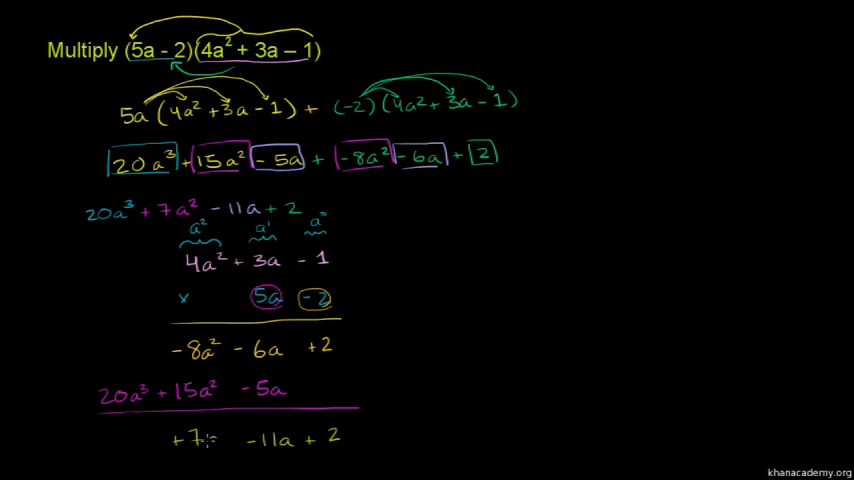 Multiply (5a - 2)(4a² + 3a – 1)
5a (4a² + 3a - 1) + (-2)(4a² + 3a - 1)
20a³ + 15a² - 5a + -8a² - 6a + 2
20a³ + 7a² - 11a + 2
a² a¹ a⁰
4a² + 3a - 1
x 5a - 2
-8a² - 6a + 2
20a³ + 15a² - 5a
+7 -11a + 2
khanacademy.org